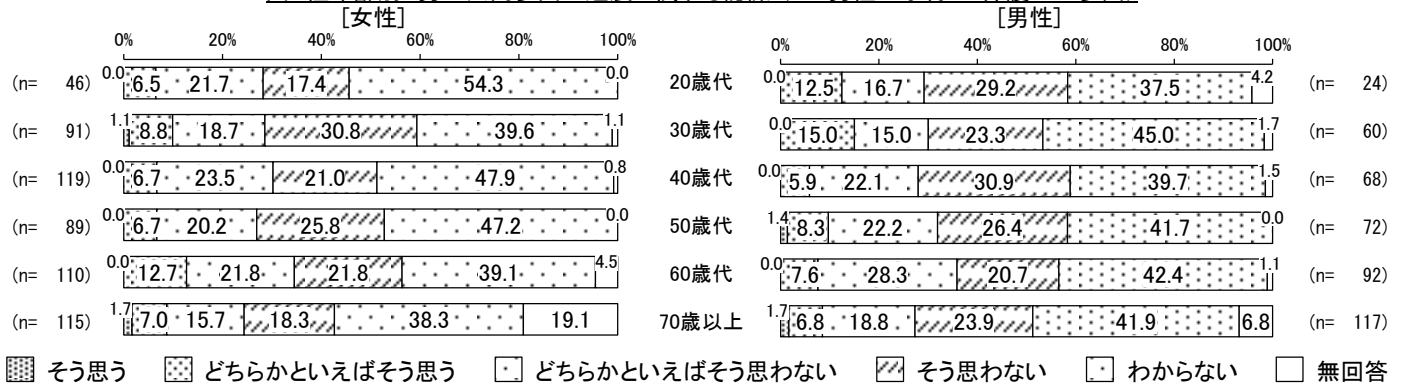 [女性] [男性]
0% 20% 40% 60% 80% 100% 0% 20% 40% 60% 80% 100%
(n= 46) 0.0 6.5 21.7 17.4 54.3 0.0 20歳代 0.0 12.5 16.7 29.2 37.5 4.2 (n= 24)
(n= 91) 1.1 8.8 18.7 30.8 39.6 1.1 30歳代 0.0 15.0 15.0 23.3 45.0 1.7 (n= 60)
(n= 119) 0.0 6.7 23.5 21.0 47.9 0.8 40歳代 0.0 5.9 22.1 30.9 39.7 1.5 (n= 68)
(n= 89) 0.0 6.7 20.2 25.8 47.2 0.0 50歳代 1.4 8.3 22.2 26.4 41.7 0.0 (n= 72)
(n= 110) 0.0 12.7 21.8 21.8 39.1 4.5 60歳代 0.0 7.6 28.3 20.7 42.4 1.1 (n= 92)
(n= 115) 1.7 7.0 15.7 18.3 38.3 19.1 70歳以上 1.7 6.8 18.8 23.9 41.9 6.8 (n= 117)
そう思う どちらかといえばそう思う どちらかといえばそう思わない そう思わない わからない 無回答